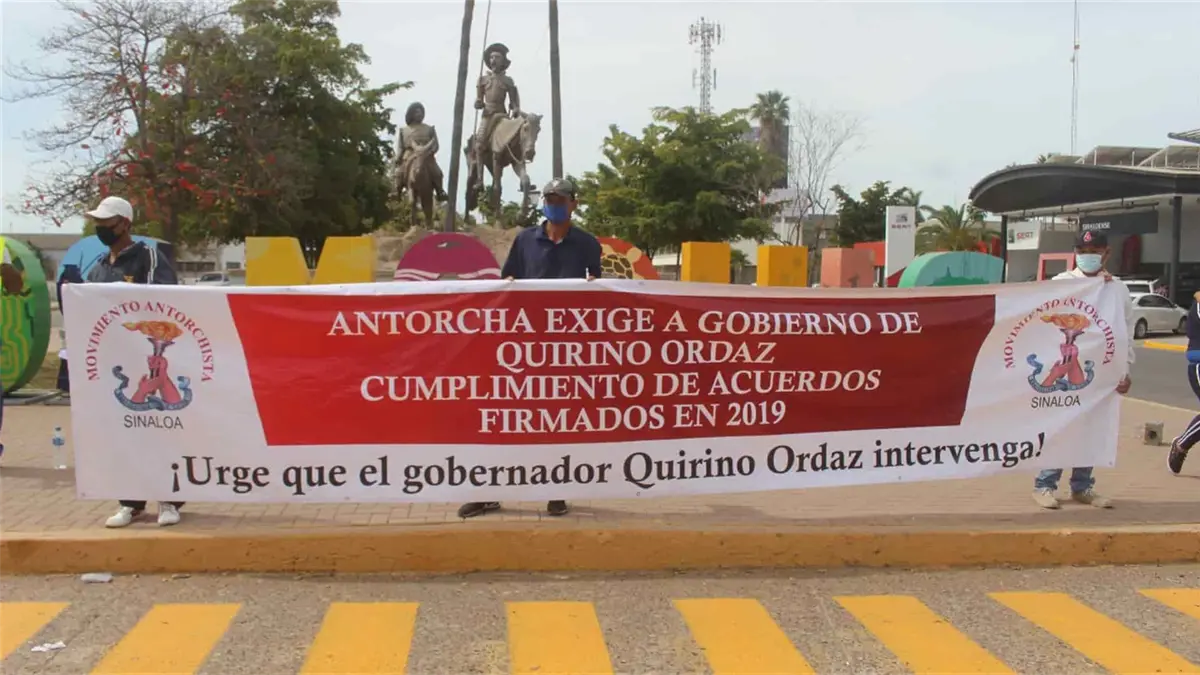 MOVIMIENTO ANTORCHISTA
SINALOA
ANTORCHA EXIGE A GOBIERNO DE
QUIRINO ORDAZ
CUMPLIMIENTO DE ACUERDOS
FIRMADOS EN 2019
¡Urge que el gobernador Quirino Ordaz intervenga!
MOVIMIENTO ANTORCHISTA
SINALOA
SEAT